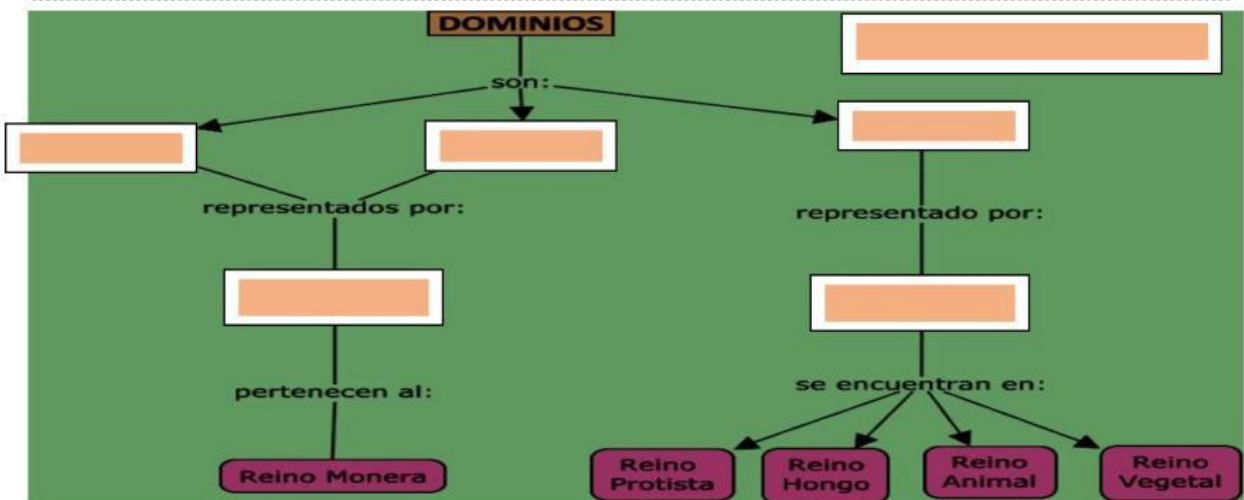 DOMINIOS
son:
representados por:
representado por:
pertenecen al:
se encuentran en:
Reino Monera
Reino
Protista
Reino
Hongo
Reino
Animal
Reino
Vegetal